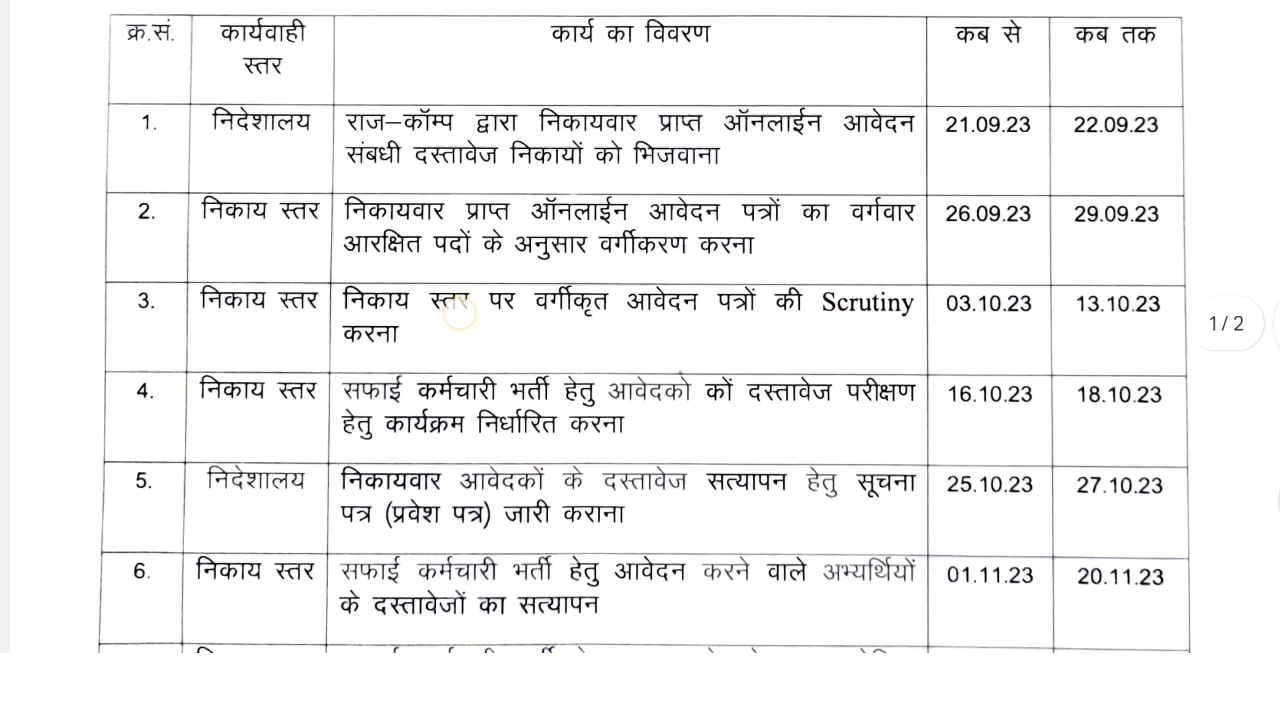 क्र.सं. कार्यवाही स्तर कार्य का विवरण कब से कब तक
1. निदेशालय राज–कॉम्प द्वारा निकायवार प्राप्त ऑनलाईन आवेदन 21.09.23 22.09.23
संबधी दस्तावेज निकायों को भिजवाना
2. निकाय स्तर निकायवार प्राप्त ऑनलाईन आवेदन पत्रों का वर्गवार 26.09.23 29.09.23
आरक्षित पदों के अनुसार वर्गीकरण करना
3. निकाय स्तर निकाय स्तर पर वर्गीकृत आवेदन पत्रों की Scrutiny 03.10.23 13.10.23
करना
1/2
4. निकाय स्तर सफाई कर्मचारी भर्ती हेतु आवेदको कों दस्तावेज परीक्षण 16.10.23 18.10.23
हेतु कार्यक्रम निर्धारित करना
5. निदेशालय निकायवार आवेदकों के दस्तावेज सत्यापन हेतु सूचना 25.10.23 27.10.23
पत्र (प्रवेश पत्र) जारी कराना
6. निकाय स्तर सफाई कर्मचारी भर्ती हेतु आवेदन करने वाले अभ्यर्थियों 01.11.23 20.11.23
के दस्तावेजों का सत्यापन